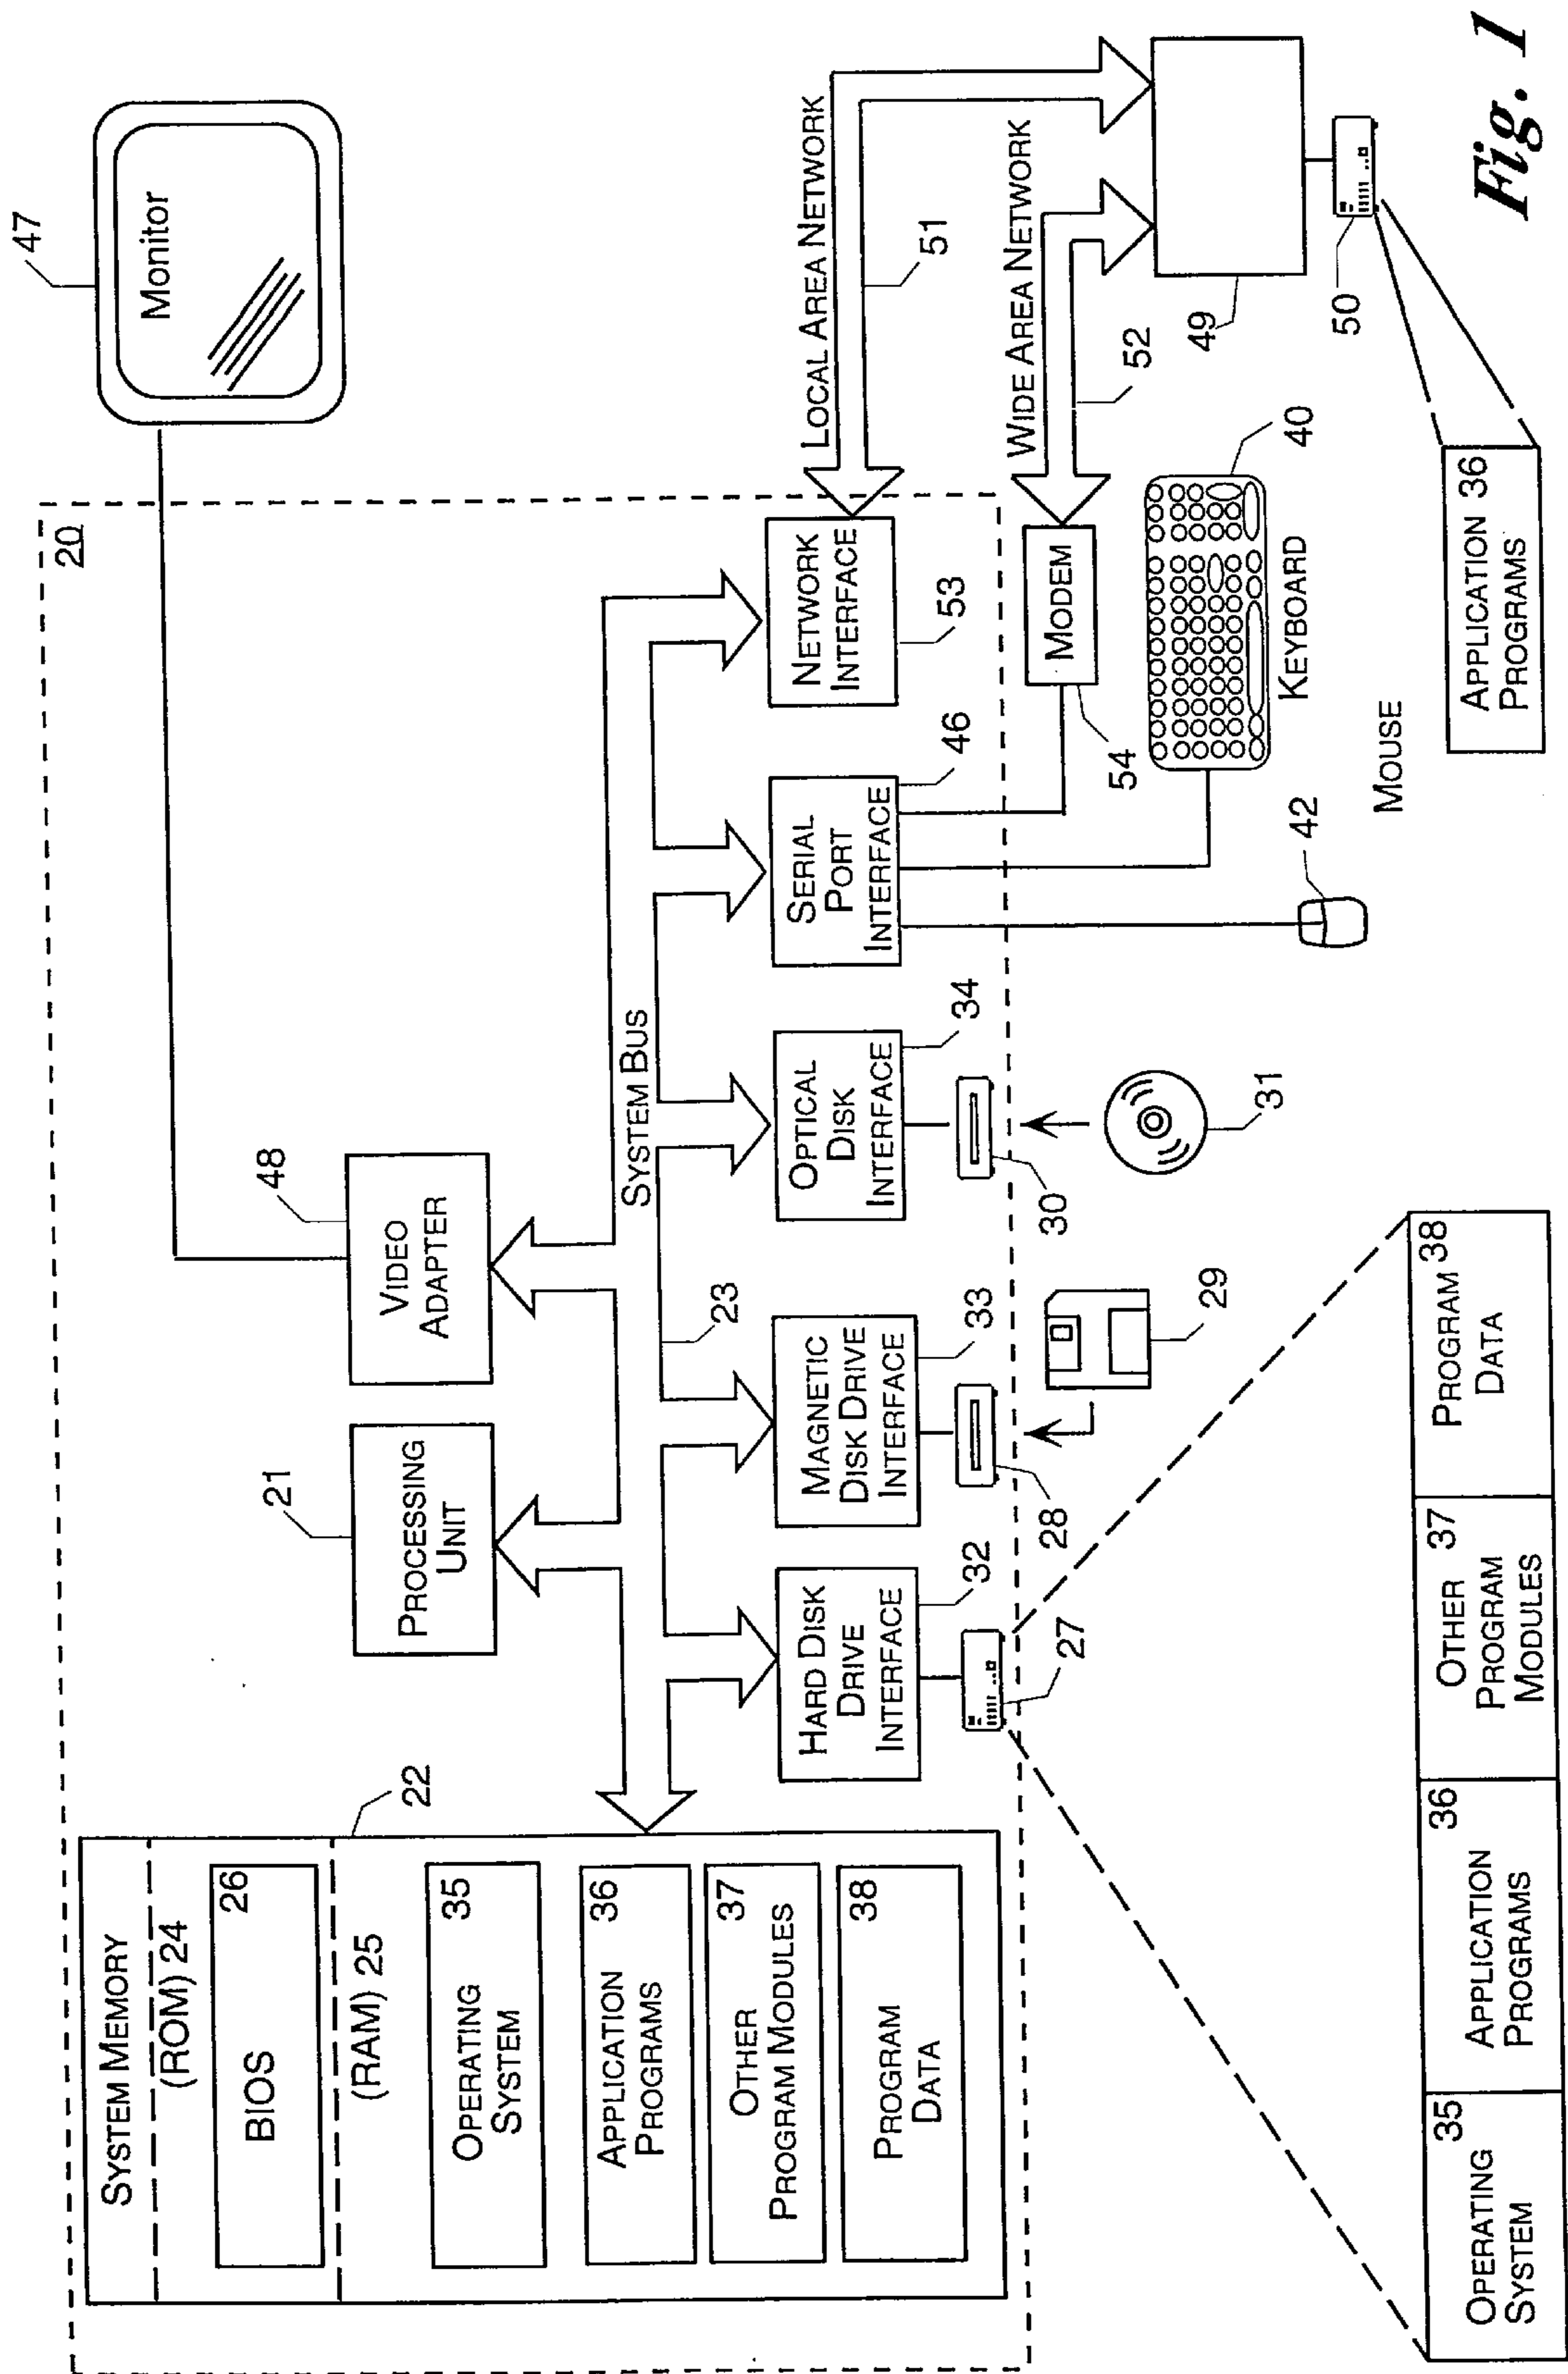 20
SYSTEM MEMORY
(ROM) 24
BIOS
26
(RAM) 25
OPERATING
SYSTEM
35
APPLICATION
PROGRAMS
36
OTHER
PROGRAM MODULES
37
PROGRAM
DATA
38
22
21
PROCESSING
UNIT
48
VIDEO
ADAPTER
47
Monitor
SYSTEM BUS
23
HARD DISK
DRIVE
INTERFACE
32
MAGNETIC
DISK DRIVE
INTERFACE
33
OPTICAL
DISK
INTERFACE
34
SERIAL
PORT
INTERFACE
46
NETWORK
INTERFACE
53
LOCAL AREA NETWORK
51
27
28
30
29
31
MODEM
54
WIDE AREA NETWORK
52
49
50
40
KEYBOARD
42
MOUSE
OPERATING
SYSTEM
35
APPLICATION
PROGRAMS
36
OTHER
PROGRAM
MODULES
37
PROGRAM
DATA
38
APPLICATION
PROGRAMS
36
Fig. 1